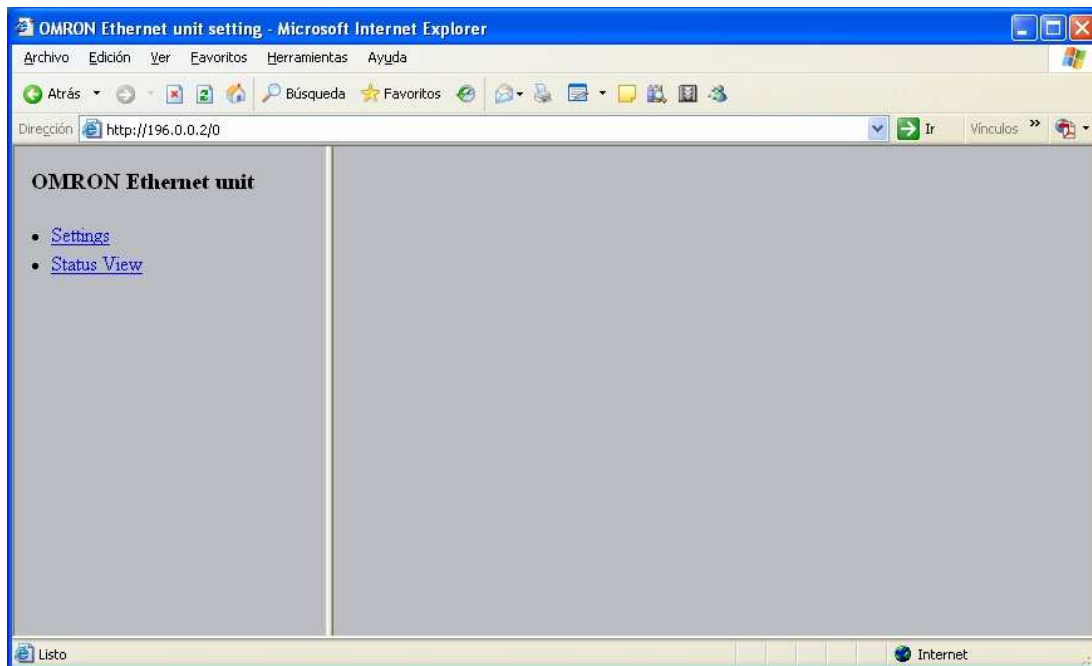 OMRON Ethernet unit setting - Microsoft Internet Explorer
Archivo Edición Ver Favoritos Herramientas Ayuda
Atrás Búsqueda Favoritos
Dirección http://196.0.0.2/0 Ir Vínculos »
OMRON Ethernet unit
• Settings
• Status View
Listo Internet